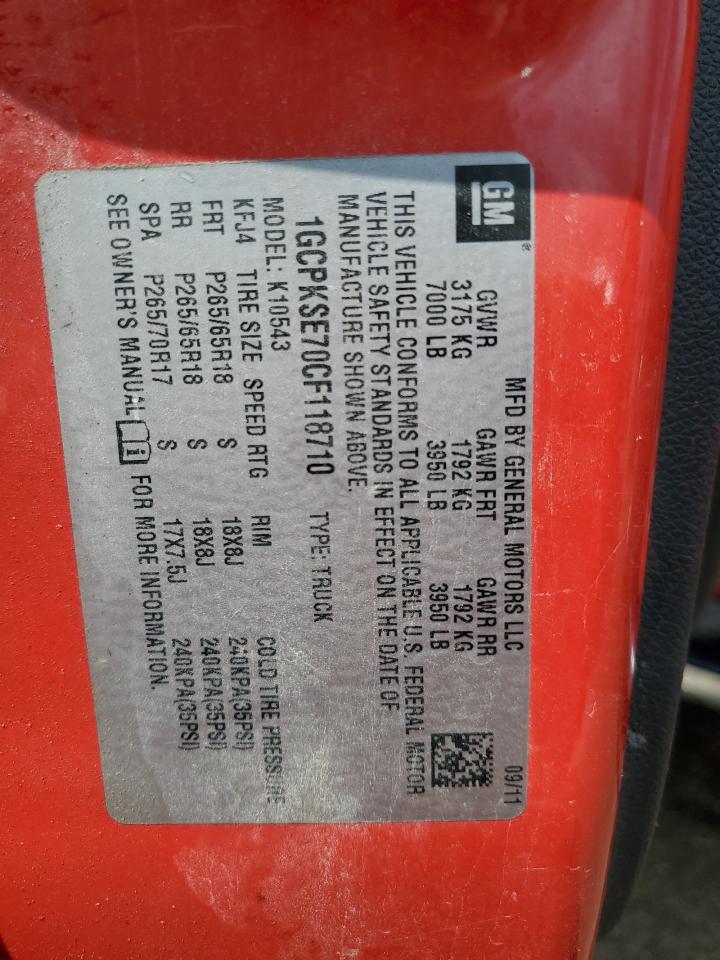 GM®
MFD BY GENERAL MOTORS LLC 09/11
GVWR GAWR FRT GAWR RR
3175 KG 1792 KG 1792 KG
7000 LB 3950 LB 3950 LB
THIS VEHICLE CONFORMS TO ALL APPLICABLE U.S. FEDERAL MOTOR
VEHICLE SAFETY STANDARDS IN EFFECT ON THE DATE OF
MANUFACTURE SHOWN ABOVE.
1GCPKSE70CF118710 TYPE: TRUCK
MODEL: K10543
KFJ4 TIRE SIZE SPEED RTG RIM COLD TIRE PRESSURE
FRT P265/65R18 S 18X8J 240KPA(35PSI)
RR P265/65R18 S 18X8J 240KPA(35PSI)
SPA P265/70R17 S 17X7.5J 240KPA(35PSI)
SEE OWNER'S MANUAL i FOR MORE INFORMATION.